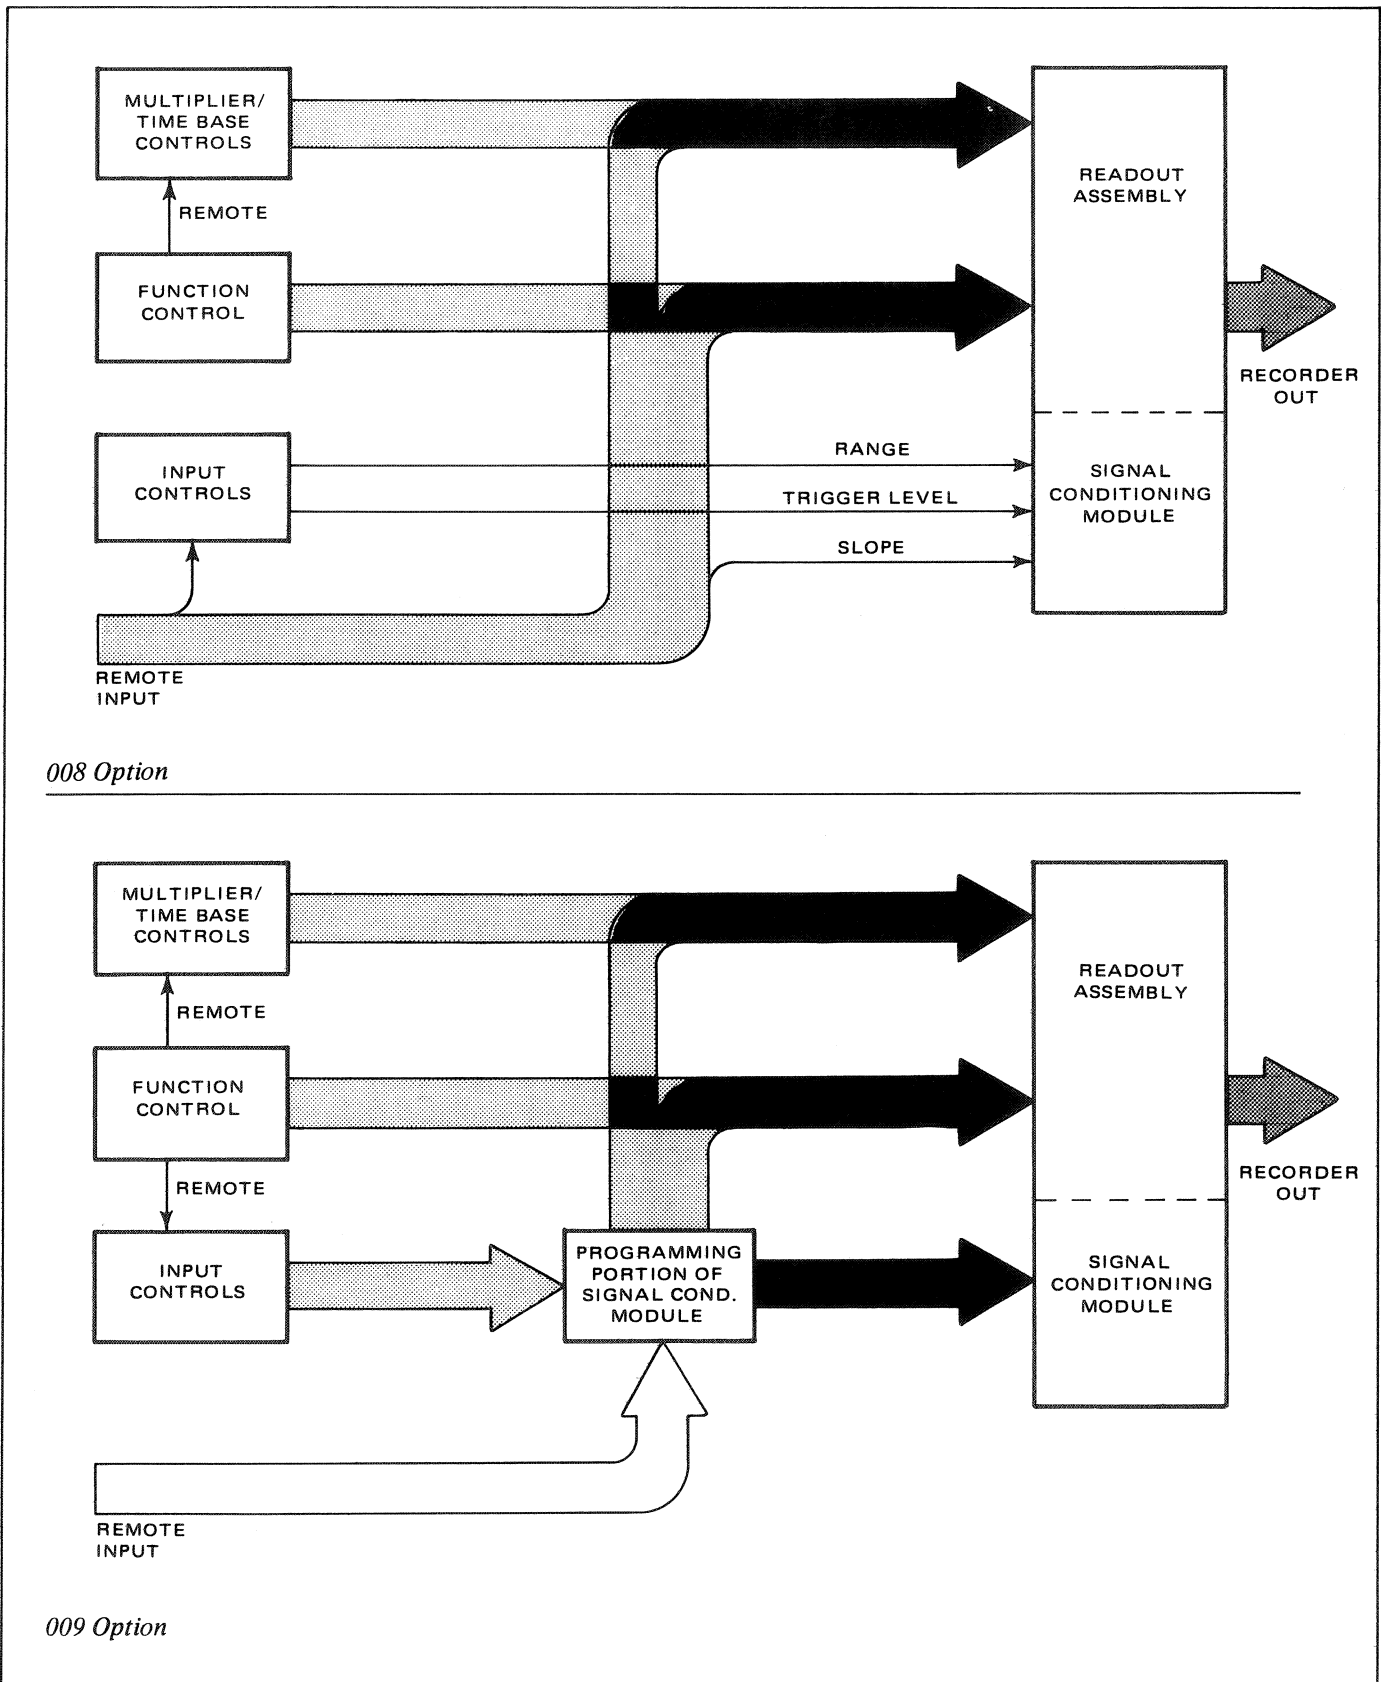 MULTIPLIER/
TIME BASE
CONTROLS
REMOTE
FUNCTION
CONTROL
INPUT
CONTROLS
REMOTE
INPUT
RANGE
TRIGGER LEVEL
SLOPE
READOUT
ASSEMBLY
SIGNAL
CONDITIONING
MODULE
RECORDER
OUT
008 Option
MULTIPLIER/
TIME BASE
CONTROLS
REMOTE
FUNCTION
CONTROL
REMOTE
INPUT
CONTROLS
PROGRAMMING
PORTION OF
SIGNAL COND.
MODULE
REMOTE
INPUT
READOUT
ASSEMBLY
SIGNAL
CONDITIONING
MODULE
RECORDER
OUT
009 Option